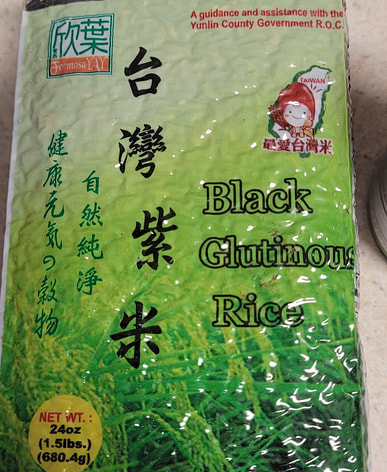 欣葉
FormosaYAY
A guidance and assistance with the
Yunlin County Government R.O.C.
TAIWAN
最愛台灣米
台灣紫米
自然純淨
健康元気の穀物
Black
Glutinous
Rice
NET WT. :
24oz
(1.5lbs.)
(680.4g)